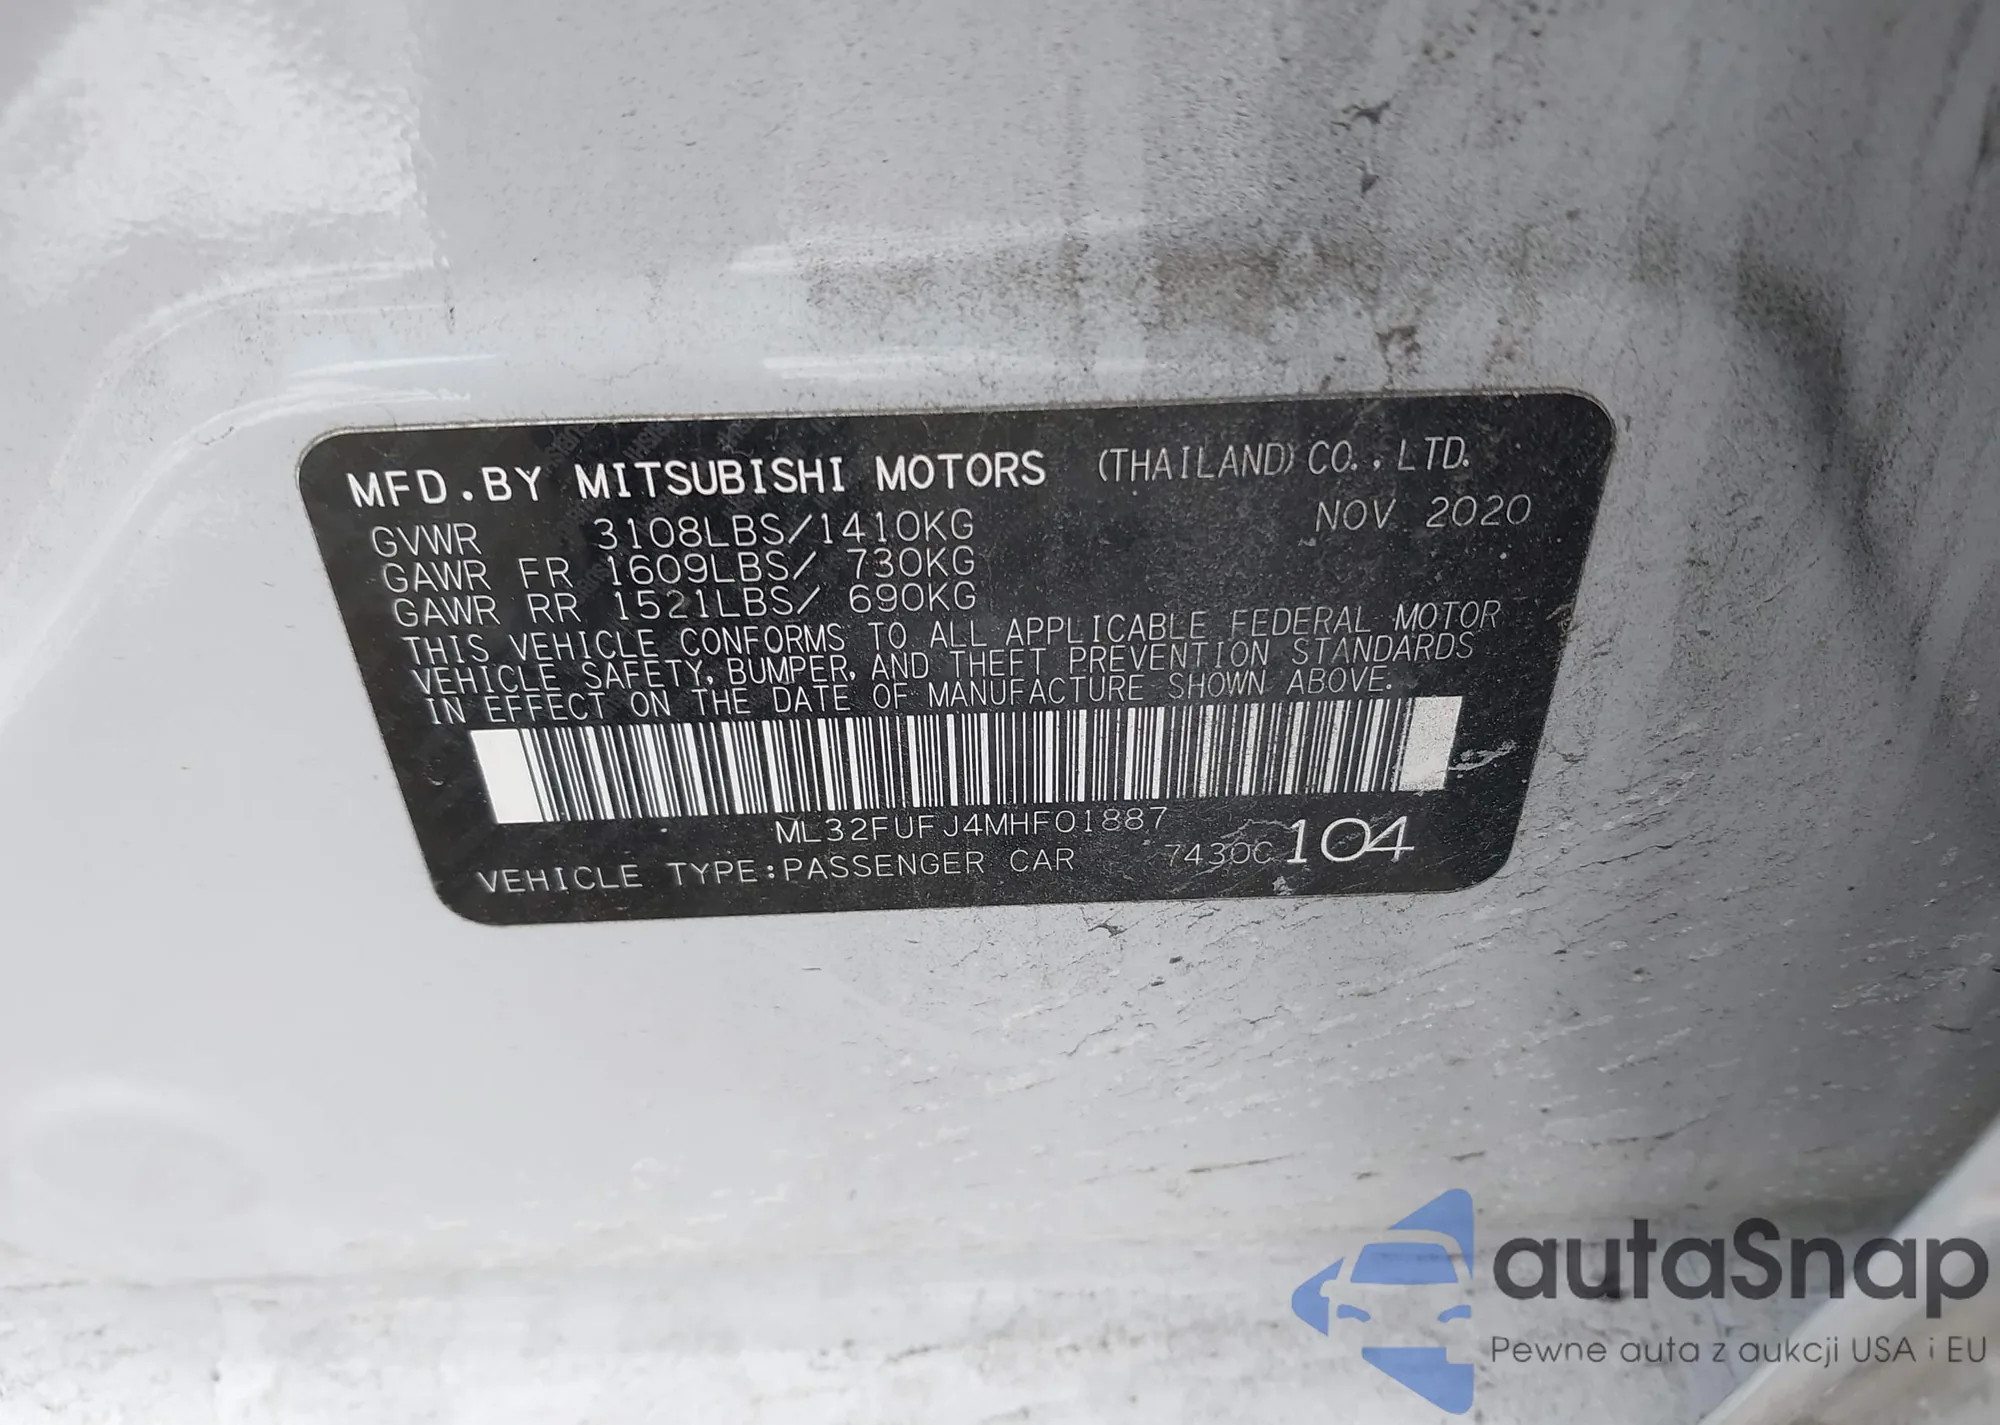 MFD.BY MITSUBISHI MOTORS (THAILAND) CO.,LTD.
NOV 2020
GVWR 3108LBS/1410KG
GAWR FR 1609LBS/ 730KG
GAWR RR 1521LBS/ 690KG
THIS VEHICLE CONFORMS TO ALL APPLICABLE FEDERAL MOTOR
VEHICLE SAFETY, BUMPER, AND THEFT PREVENTION STANDARDS
IN EFFECT ON THE DATE OF MANUFACTURE SHOWN ABOVE.
ML32FUFJ4MHF01887
VEHICLE TYPE:PASSENGER CAR 7430C 104
autaSnap
Pewne auta z aukcji USA i EU